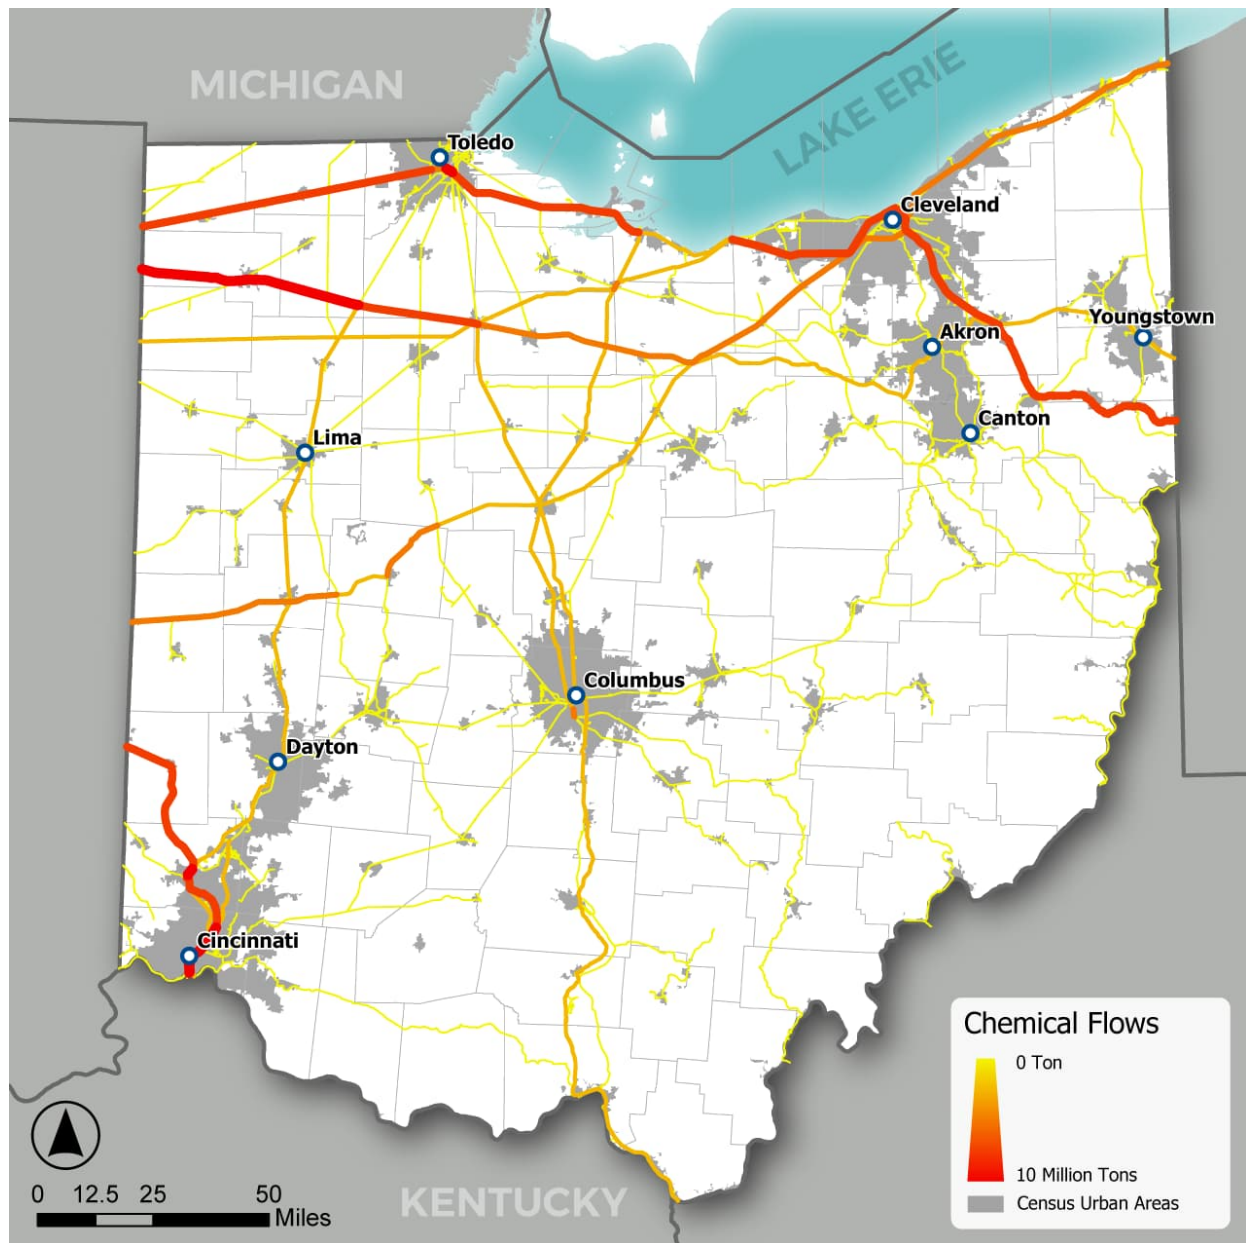 MICHIGAN
LAKE ERIE
Toledo
Cleveland
Youngstown
Akron
Canton
Lima
Columbus
Dayton
Cincinnati
KENTUCKY
Chemical Flows
0 Ton
10 Million Tons
Census Urban Areas
0 12.5 25 50
Miles